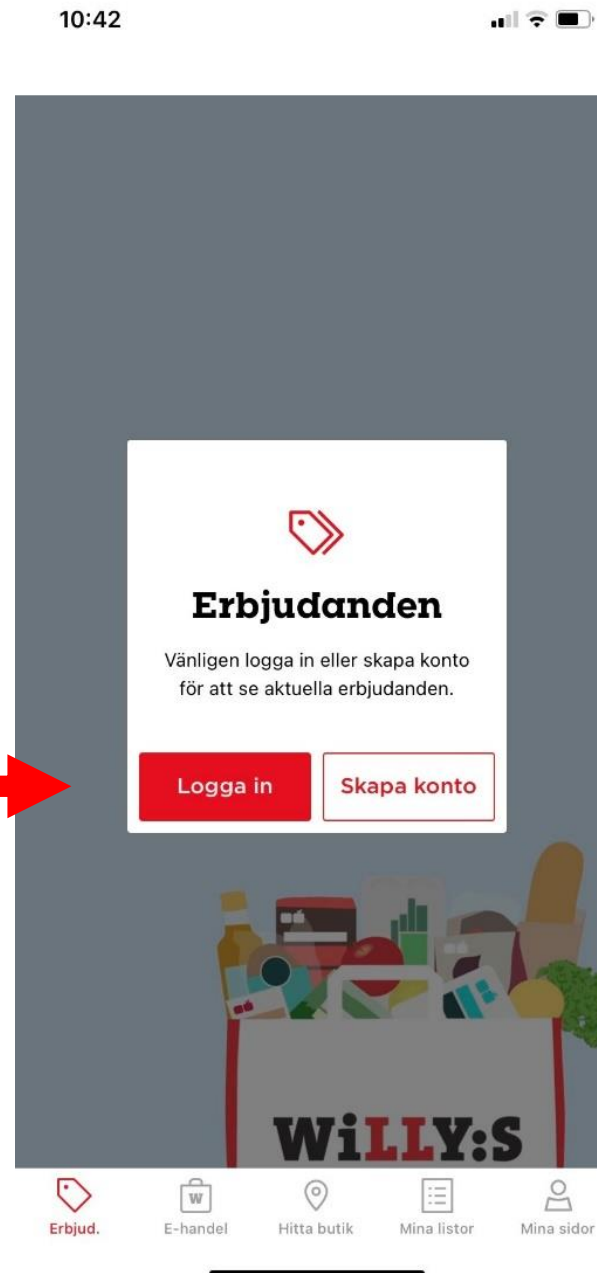 10:42
Erbjudanden
Vänligen logga in eller skapa konto
för att se aktuella erbjudanden.
Logga in
Skapa konto
WiLLY:S
W
Erbjud.
E-handel
Hitta butik
Mina listor
Mina sidor